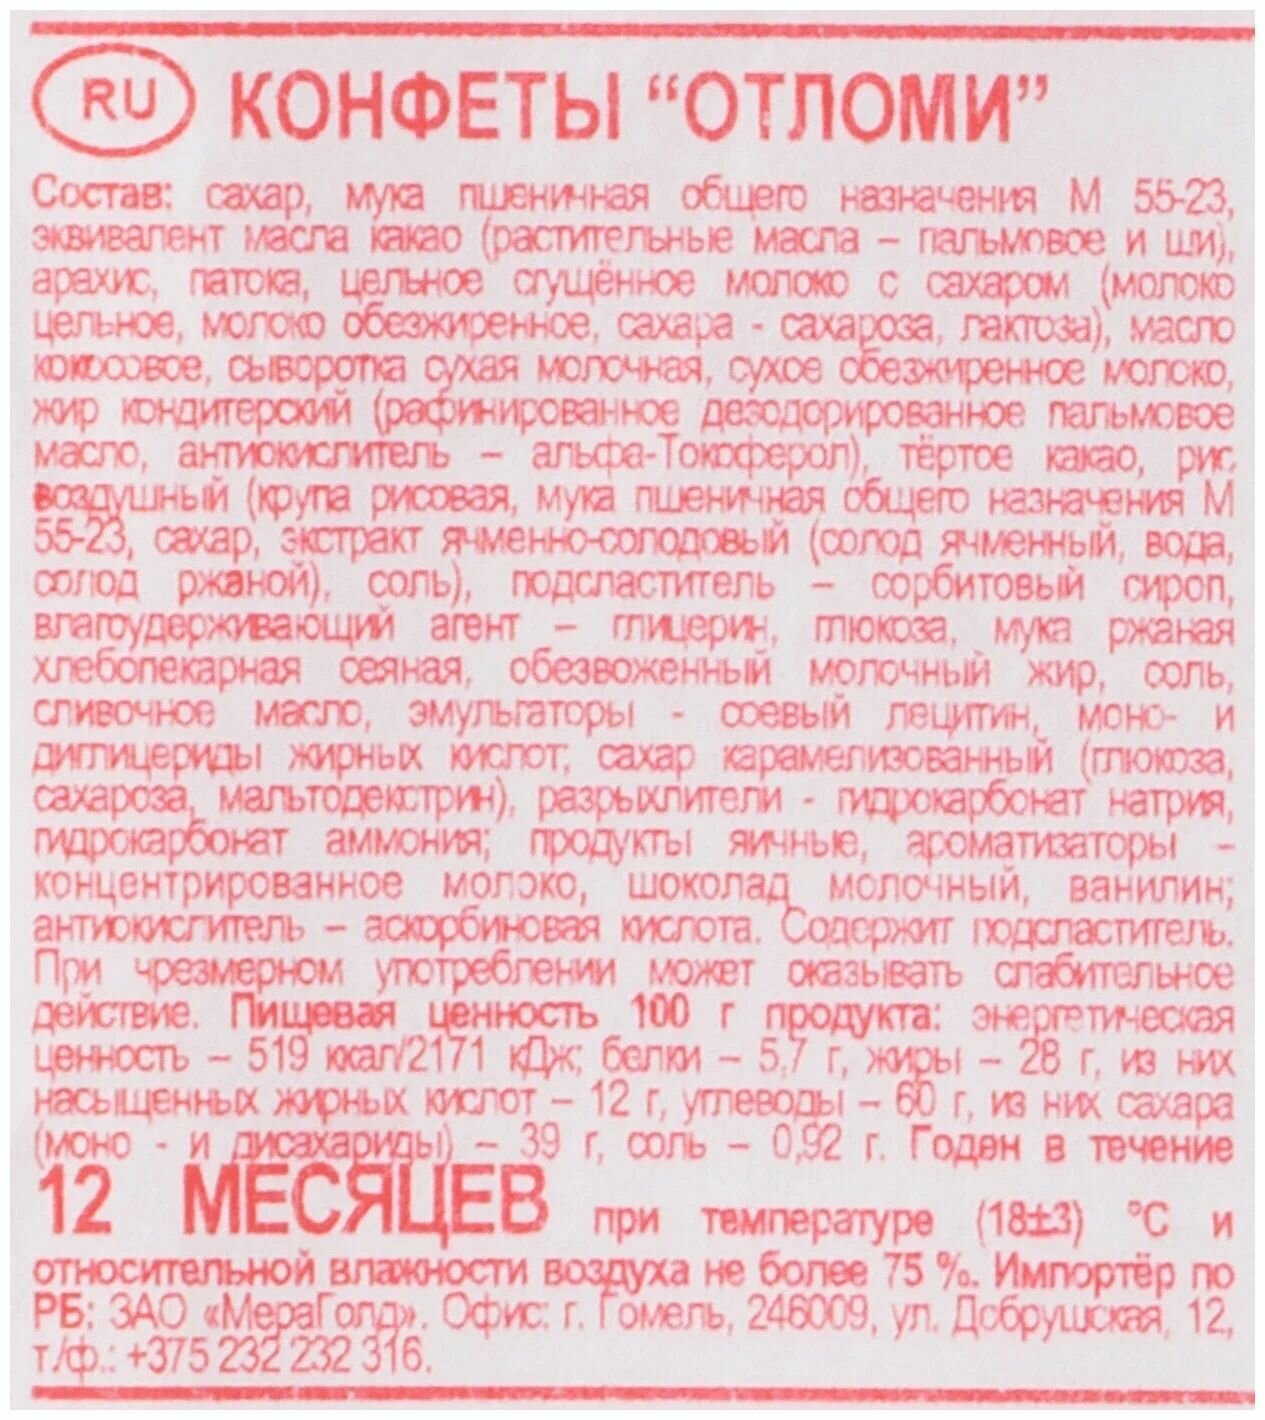 RU КОНФЕТЫ “ОТЛОМИ”
Состав: сахар, мука пшеничная общего назначения М 55-23,
эквивалент масла какао (растительные масла – пальмовое и ши),
арахис, патока, цельное сгущённое молоко с сахаром (молоко
цельное, молоко обезжиренное, сахара - сахароза, лактоза), масло
кокосовое, сыворотка сухая молочная, сухое обезжиренное молоко,
жир кондитерский (рафинированное дезодорированное пальмовое
масло, антиокислитель – альфа-Токоферол), тёртое какао, рис
воздушный (крупа рисовая, мука пшеничная общего назначения М
55-23, сахар, экстракт ячменно-солодовый (солод ячменный, вода,
солод ржаной), соль), подсластитель – сорбитовый сироп,
влагоудерживающий агент – глицерин, глюкоза, мука ржаная
хлебопекарная сеяная, обезвоженный молочный жир, соль,
сливочное масло, эмульгаторы - соевый лецитин, моно- и
диглицериды жирных кислот; сахар карамелизованный (глюкоза,
сахароза, мальтодекстрин), разрыхлители - гидрокарбонат натрия,
гидрокарбонат аммония; продукты яичные, ароматизаторы –
концентрированное молоко, шоколад молочный, ванилин;
антиокислитель – аскорбиновая кислота. Содержит подсластитель.
При чрезмерном употреблении может оказывать слабительное
действие. Пищевая ценность 100 г продукта: энергетическая
ценность – 519 ккал/2171 кДж; белки – 5,7 г, жиры – 28 г, из них
насыщенных жирных кислот – 12 г, углеводы – 60 г, из них сахара
(моно - и дисахариды) – 39 г, соль – 0,92 г. Годен в течение
12 МЕСЯЦЕВ при температуре (18±3) °С и
относительной влажности воздуха не более 75 %. Импортёр по
РБ: ЗАО «МераГолд». Офис: г. Гомель, 246009, ул. Добрушская, 12,
т./ф.: +375 232 232 316.